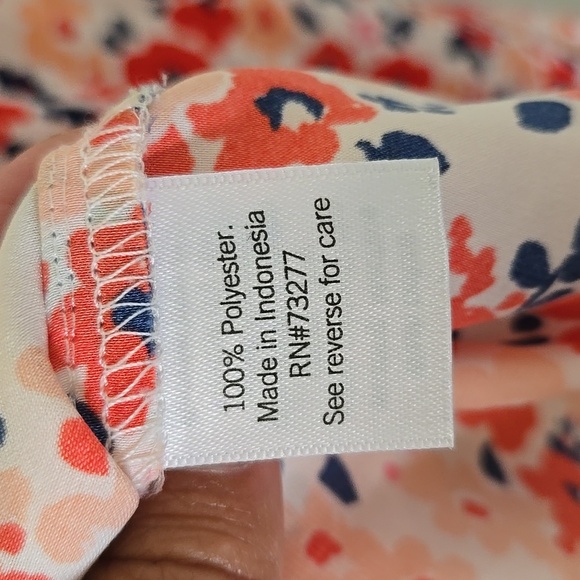 100% Polyester.
Made in Indonesia
RN#73277
See reverse for care